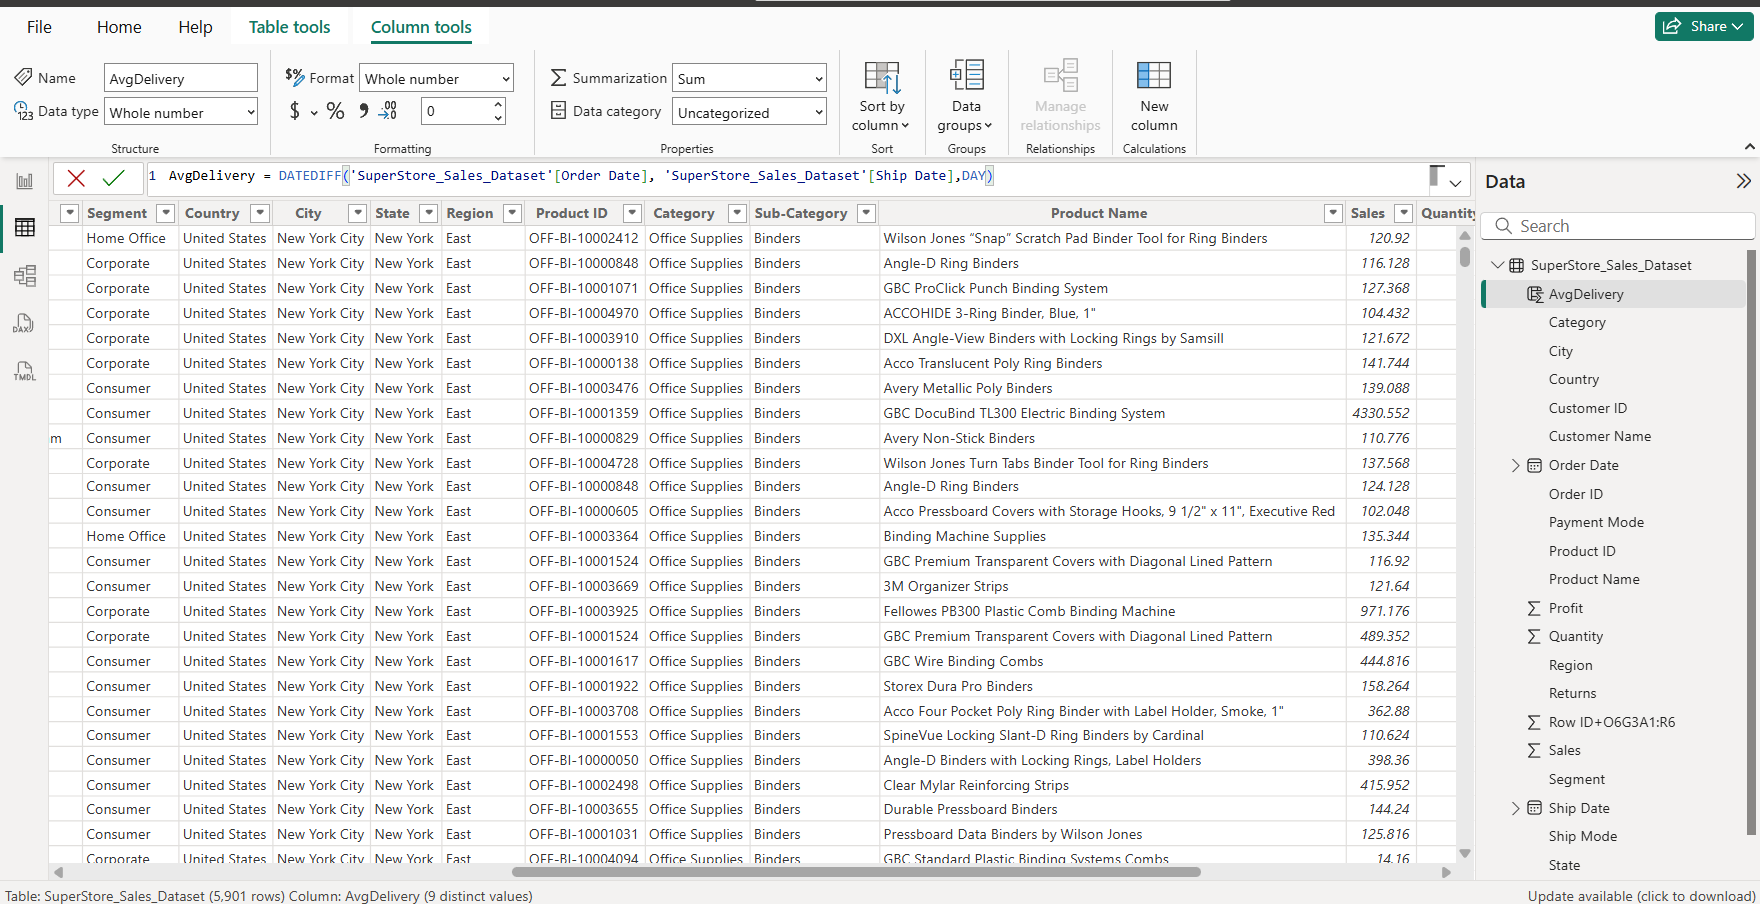 File Home Help Table tools Column tools Share
Name AvgDelivery $% Format Whole number Summarization Sum
Data type Whole number $ % 0 Data category Uncategorized
Sort by column Data groups Manage relationships New column
Structure Formatting Properties Sort Groups Relationships Calculations
1 AvgDelivery = DATEDIFF('SuperStore_Sales_Dataset'[Order Date], 'SuperStore_Sales_Dataset'[Ship Date],DAY)
Segment Country City State Region Product ID Category Sub-Category Product Name Sales Quantity
Home Office United States New York City New York East OFF-BI-10002412 Office Supplies Binders Wilson Jones “Snap” Scratch Pad Binder Tool for Ring Binders 120.92
Corporate United States New York City New York East OFF-BI-10000848 Office Supplies Binders Angle-D Ring Binders 116.128
Corporate United States New York City New York East OFF-BI-10001071 Office Supplies Binders GBC ProClick Punch Binding System 127.368
Corporate United States New York City New York East OFF-BI-10004970 Office Supplies Binders ACCOHIDE 3-Ring Binder, Blue, 1" 104.432
Corporate United States New York City New York East OFF-BI-10003910 Office Supplies Binders DXL Angle-View Binders with Locking Rings by Samsill 121.672
Corporate United States New York City New York East OFF-BI-10000138 Office Supplies Binders Acco Translucent Poly Ring Binders 141.744
Consumer United States New York City New York East OFF-BI-10003476 Office Supplies Binders Avery Metallic Poly Binders 139.088
Consumer United States New York City New York East OFF-BI-10001359 Office Supplies Binders GBC DocuBind TL300 Electric Binding System 4330.552
m Consumer United States New York City New York East OFF-BI-10000829 Office Supplies Binders Avery Non-Stick Binders 110.776
Corporate United States New York City New York East OFF-BI-10004728 Office Supplies Binders Wilson Jones Turn Tabs Binder Tool for Ring Binders 137.568
Consumer United States New York City New York East OFF-BI-10000848 Office Supplies Binders Angle-D Ring Binders 124.128
Consumer United States New York City New York East OFF-BI-10000605 Office Supplies Binders Acco Pressboard Covers with Storage Hooks, 9 1/2" x 11", Executive Red 102.048
Home Office United States New York City New York East OFF-BI-10003364 Office Supplies Binders Binding Machine Supplies 135.344
Consumer United States New York City New York East OFF-BI-10001524 Office Supplies Binders GBC Premium Transparent Covers with Diagonal Lined Pattern 116.92
Consumer United States New York City New York East OFF-BI-10003669 Office Supplies Binders 3M Organizer Strips 121.64
Corporate United States New York City New York East OFF-BI-10003925 Office Supplies Binders Fellowes PB300 Plastic Comb Binding Machine 971.176
Corporate United States New York City New York East OFF-BI-10001524 Office Supplies Binders GBC Premium Transparent Covers with Diagonal Lined Pattern 489.352
Consumer United States New York City New York East OFF-BI-10001617 Office Supplies Binders GBC Wire Binding Combs 444.816
Consumer United States New York City New York East OFF-BI-10001922 Office Supplies Binders Storex Dura Pro Binders 158.264
Consumer United States New York City New York East OFF-BI-10003708 Office Supplies Binders Acco Four Pocket Poly Ring Binder with Label Holder, Smoke, 1" 362.88
Consumer United States New York City New York East OFF-BI-10001553 Office Supplies Binders SpineVue Locking Slant-D Ring Binders by Cardinal 110.624
Consumer United States New York City New York East OFF-BI-10000050 Office Supplies Binders Angle-D Binders with Locking Rings, Label Holders 398.36
Consumer United States New York City New York East OFF-BI-10002498 Office Supplies Binders Clear Mylar Reinforcing Strips 415.952
Consumer United States New York City New York East OFF-BI-10003655 Office Supplies Binders Durable Pressboard Binders 144.24
Consumer United States New York City New York East OFF-BI-10001031 Office Supplies Binders Pressboard Data Binders by Wilson Jones 125.816
Corporate United States New York City New York East OFF-BI-10004094 Office Supplies Binders GBC Standard Plastic Binding Systems Combs 14.16
DAX
TMDL
Data
Search
SuperStore_Sales_Dataset
AvgDelivery
Category
City
Country
Customer ID
Customer Name
Order Date
Order ID
Payment Mode
Product ID
Product Name
Profit
Quantity
Region
Returns
Row ID+O6G3A1:R6
Sales
Segment
Ship Date
Ship Mode
State
Table: SuperStore_Sales_Dataset (5,901 rows) Column: AvgDelivery (9 distinct values) Update available (click to download)